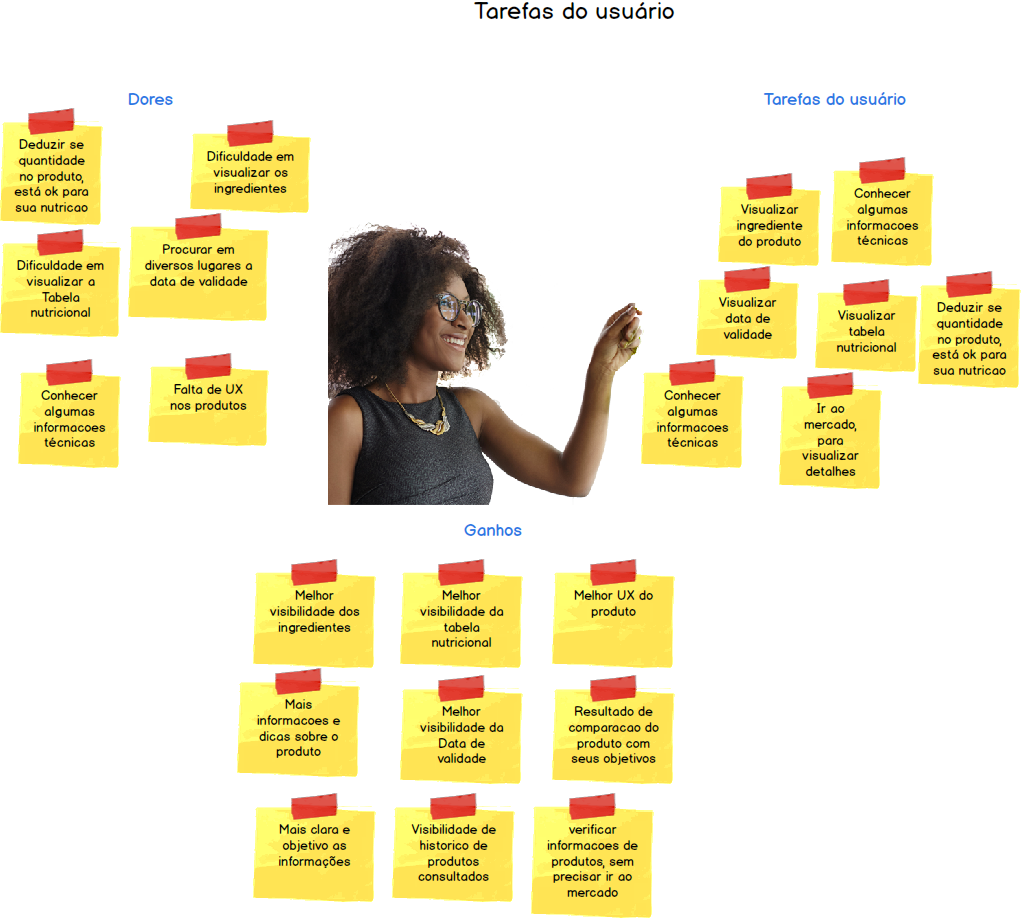 Tarefas do usuário
Dores
Deduzir se
quantidade
no produto,
está ok para
sua nutricao
Dificuldade em
visualizar os
ingredientes
Dificuldade em
visualizar a
Tabela
nutricional
Procurar em
diversos lugares a
data de validade
Conhecer
algumas
informacoes
técnicas
Falta de UX
nos produtos
Tarefas do usuário
Visualizar
ingrediente
do produto
Conhecer
algumas
informacoes
técnicas
Visualizar
data de
validade
Visualizar
tabela
nutricional
Deduzir se
quantidade
no produto,
está ok para
sua nutricao
Conhecer
algumas
informacoes
técnicas
Ir ao
mercado,
para
visualizar
detalhes
Ganhos
Melhor
visibilidade dos
ingredientes
Melhor
visibilidade da
tabela
nutricional
Melhor UX do
produto
Mais
informacoes e
dicas sobre o
produto
Melhor
visibilidade da
Data de
validade
Resultado de
comparacao do
produto com
seus objetivos
Mais clara e
objetivo as
informações
Visibilidade de
historico de
produtos
consultados
verificar
informacoes de
produtos, sem
precisar ir ao
mercado